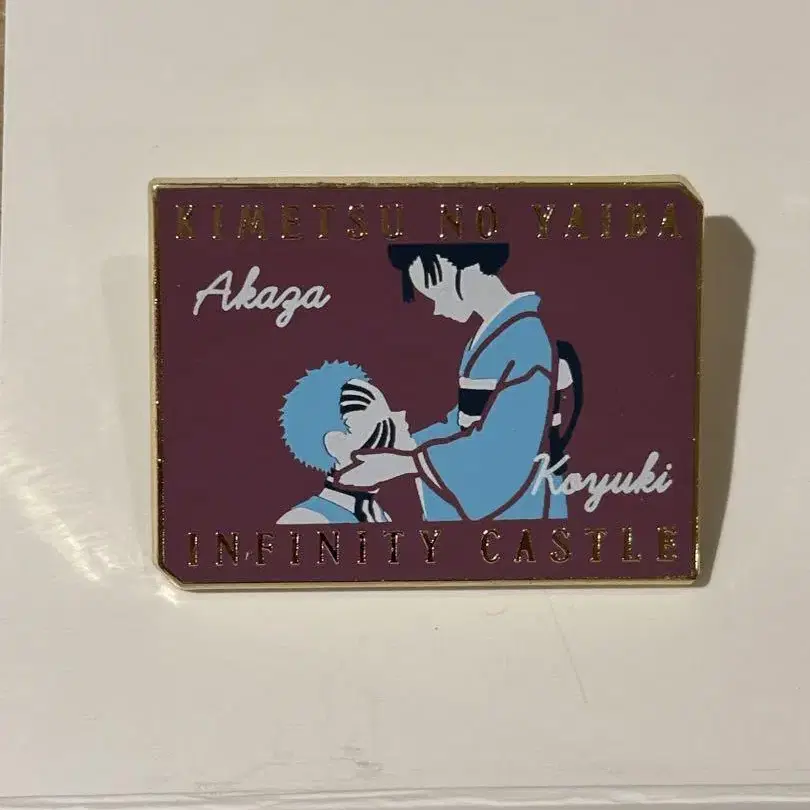 KIMETSU NO YAIBA
Akaza
Koyuki
INFINITY CASTLE